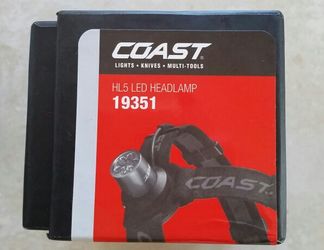 COAST®
LIGHTS • KNIVES • MULTI-TOOLS
HL5 LED HEADLAMP
19351
COAST